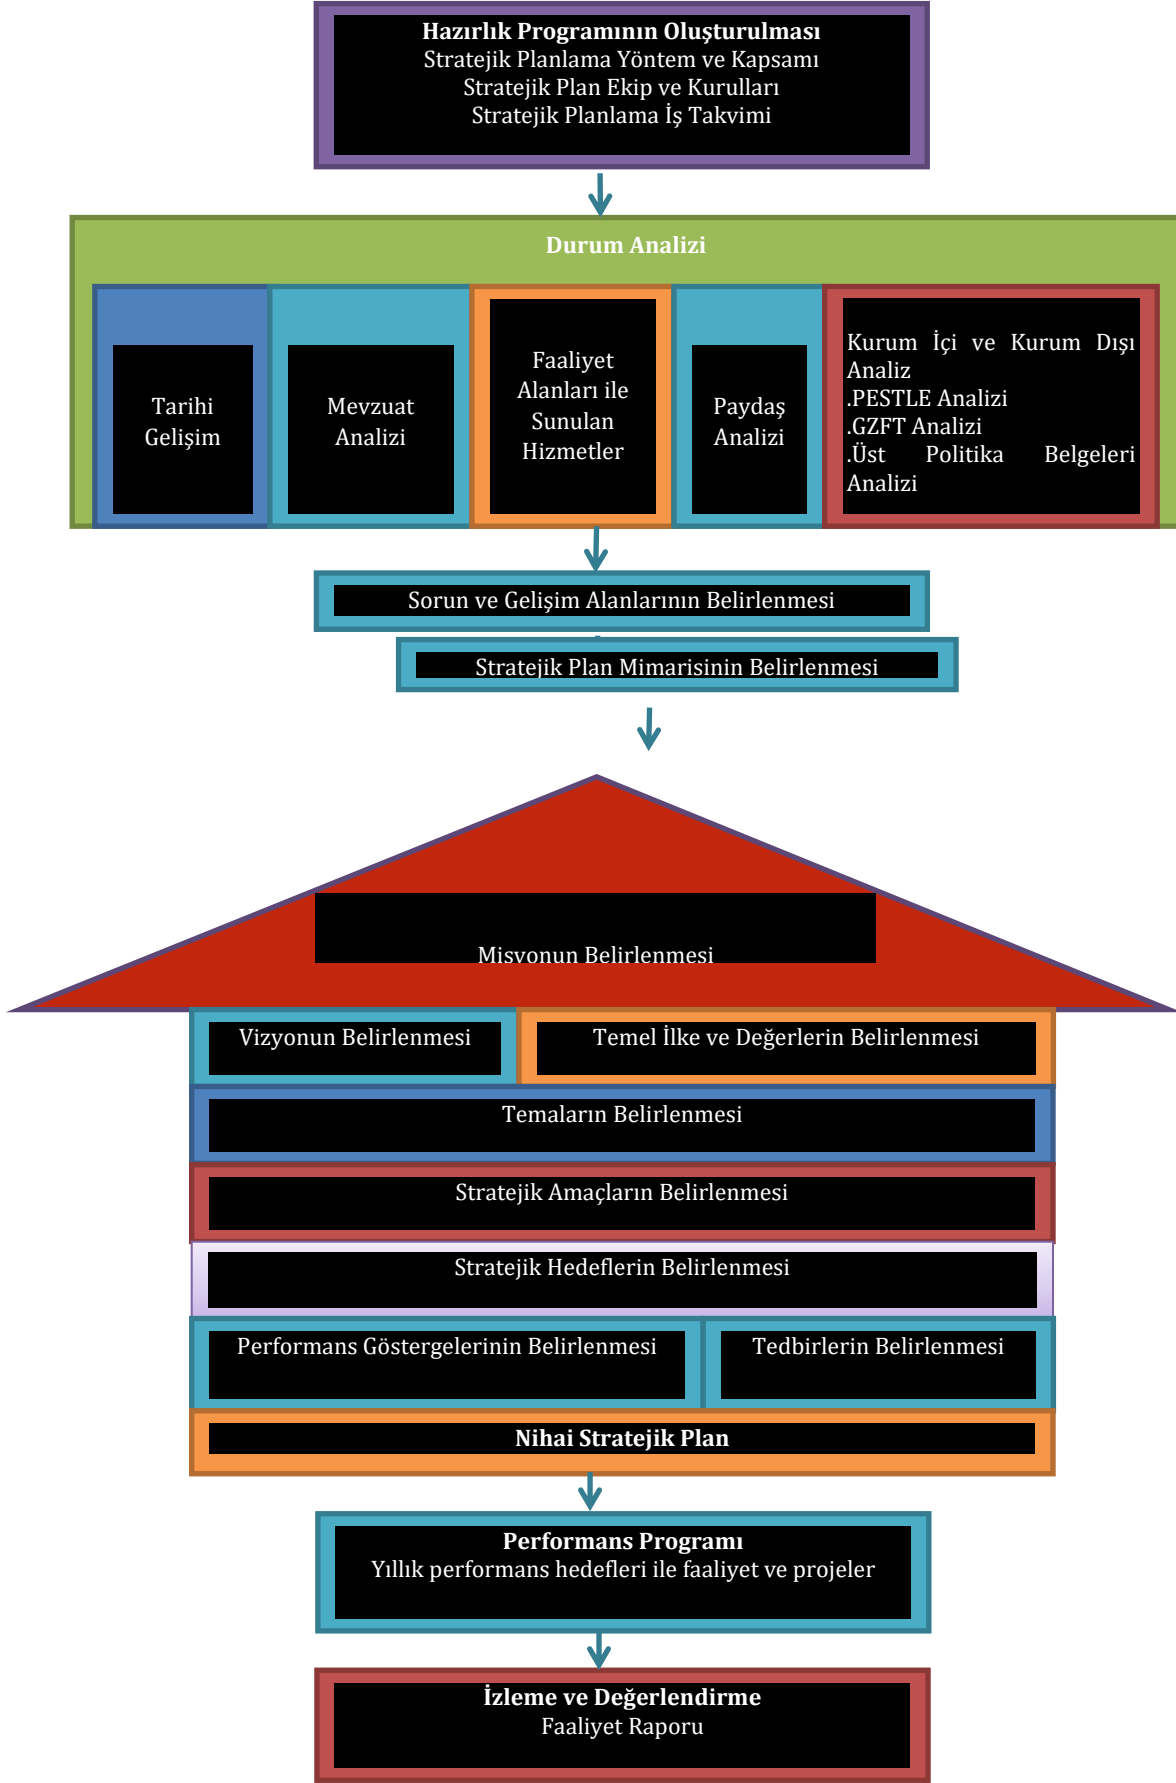 Hazırlık Programının Oluşturulması
Stratejik Planlama Yöntem ve Kapsamı
Stratejik Plan Ekip ve Kurulları
Stratejik Planlama İş Takvimi
Durum Analizi
Tarihi
Gelişim
Mevzuat
Analizi
Faaliyet
Alanları ile
Sunulan
Hizmetler
Paydaş
Analizi
Kurum İçi ve Kurum Dışı
Analiz
.PESTLE Analizi
.GZFT Analizi
.Üst Politika Belgeleri
Analizi
Sorun ve Gelişim Alanlarının Belirlenmesi
Stratejik Plan Mimarisinin Belirlenmesi
Misyonun Belirlenmesi
Vizyonun Belirlenmesi
Temel İlke ve Değerlerin Belirlenmesi
Temaların Belirlenmesi
Stratejik Amaçların Belirlenmesi
Stratejik Hedeflerin Belirlenmesi
Performans Göstergelerinin Belirlenmesi
Tedbirlerin Belirlenmesi
Nihai Stratejik Plan
Performans Programı
Yıllık performans hedefleri ile faaliyet ve projeler
İzleme ve Değerlendirme
Faaliyet Raporu